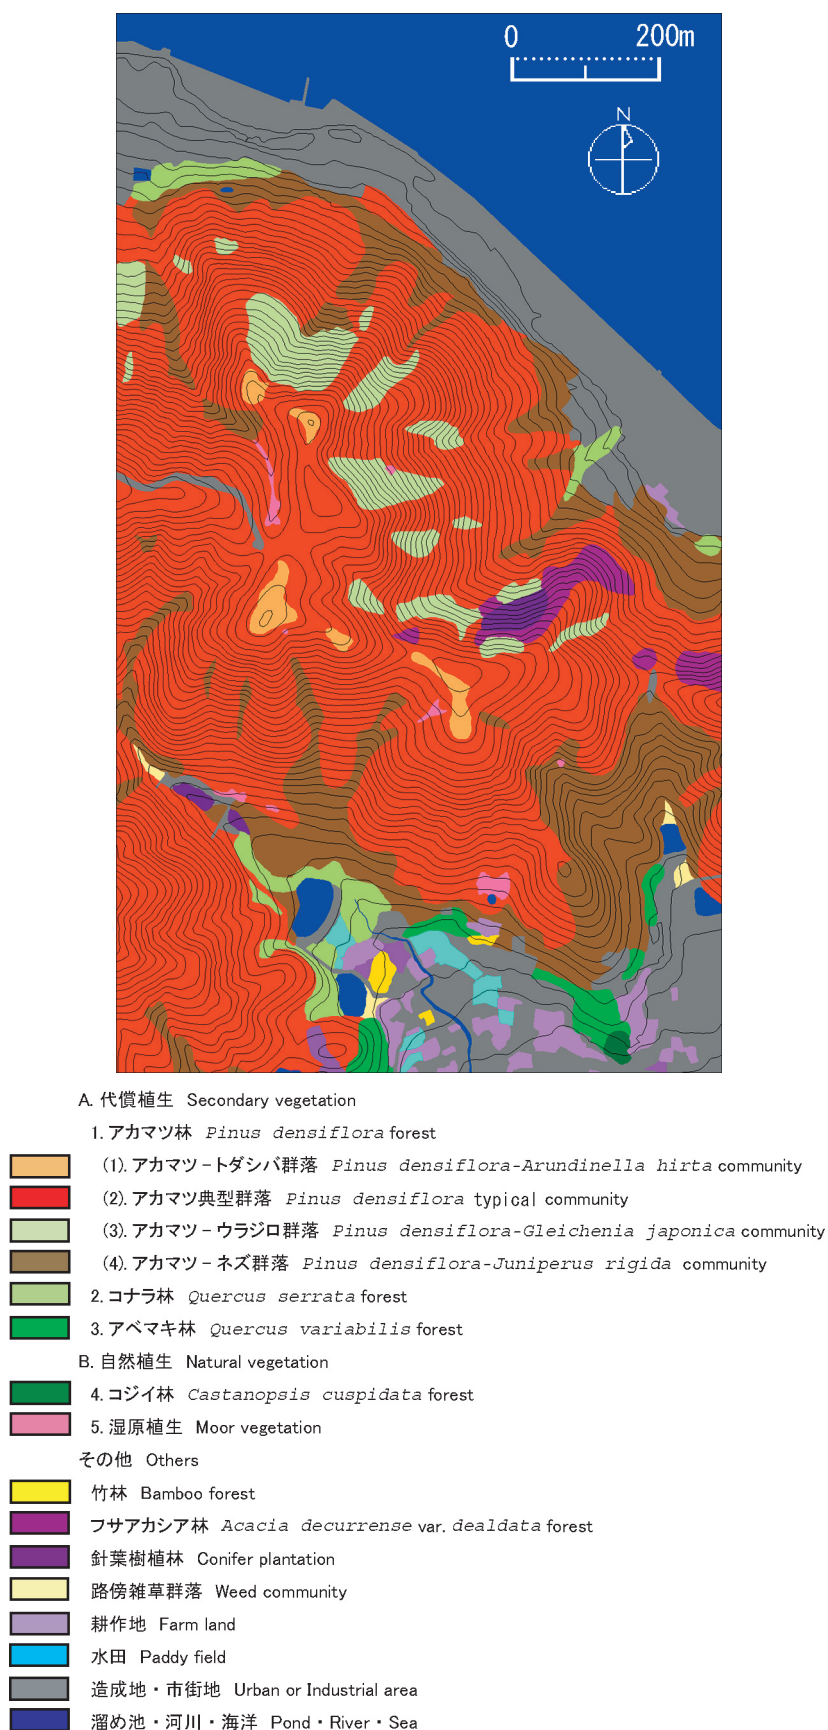 0 200m
N
A. 代償植生 Secondary vegetation
1. アカマツ林 Pinus densiflora forest
(1). アカマツ－トダシバ群落 Pinus densiflora-Arundinella hirta community
(2). アカマツ典型群落 Pinus densiflora typical community
(3). アカマツ－ウラジロ群落 Pinus densiflora-Gleichenia japonica community
(4). アカマツ－ネズ群落 Pinus densiflora-Juniperus rigida community
2. コナラ林 Quercus serrata forest
3. アベマキ林 Quercus variabilis forest
B. 自然植生 Natural vegetation
4. コジイ林 Castanopsis cuspidata forest
5. 湿原植生 Moor vegetation
その他 Others
竹林 Bamboo forest
フサアカシア林 Acacia decurrense var. dealdata forest
針葉樹植林 Conifer plantation
路傍雑草群落 Weed community
耕作地 Farm land
水田 Paddy field
造成地・市街地 Urban or Industrial area
溜め池・河川・海洋 Pond・River・Sea